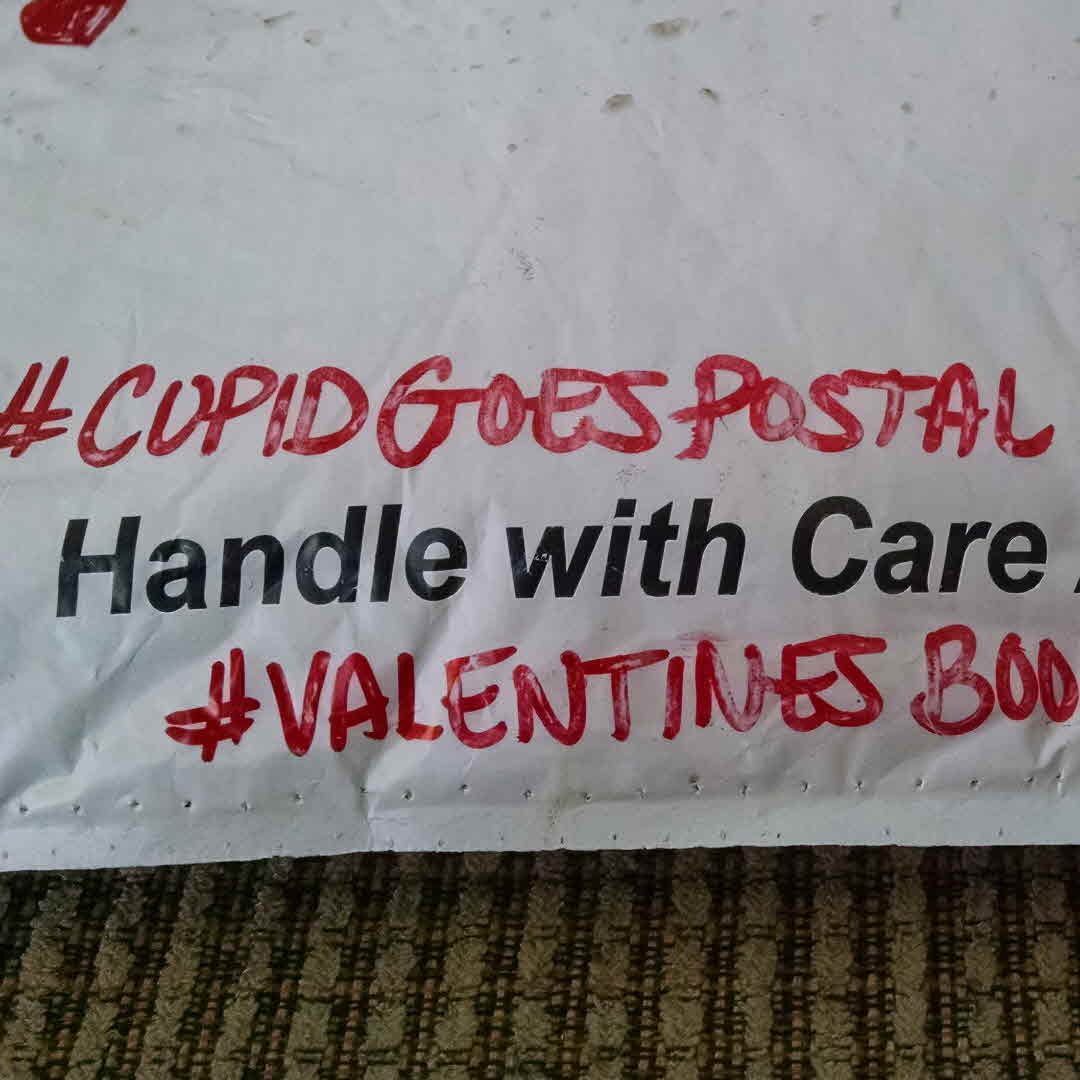 #CUPIDGOESPOSTAL
Handle with Care
#VALENTINES BOO